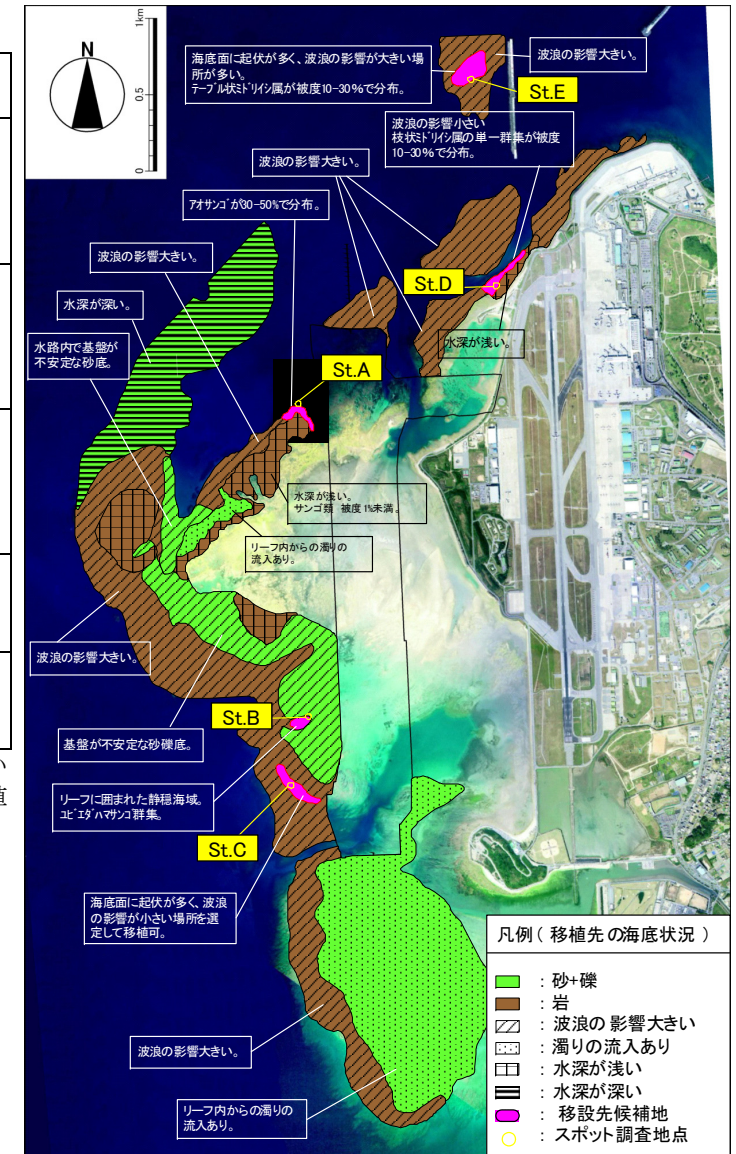 N
1km
0.5
0
海底面に起伏が多く、波浪の影響が大きい場
所が多い。
テーブル状ミドリイシ属が被度10-30%で分布。
波浪の影響大きい。
St.E
波浪の影響小さい
枝状ミドリイシ属の単一群集が被度
10-30%で分布。
波浪の影響大きい。
アオサンゴが30-50%で分布。
波浪の影響大きい。
St.D
水深が深い。
水深が浅い。
水路内で基盤が
不安定な砂底。
St.A
水深が浅い。
サンゴ類 被度1%未満。
リーフ内からの濁りの
流入あり。
波浪の影響大きい。
St.B
基盤が不安定な砂礫底。
リーフに囲まれた静穏海域。
ユビエダハマサンゴ群集。
St.C
海底面に起伏が多く、波浪
の影響が小さい場所を選
定して移植可。
波浪の影響大きい。
リーフ内からの濁りの
流入あり。
凡例(移植先の海底状況)
：砂+礫
：岩
：波浪の影響大きい
：濁りの流入あり
：水深が浅い
：水深が深い
：移設先候補地
：スポット調査地点
い